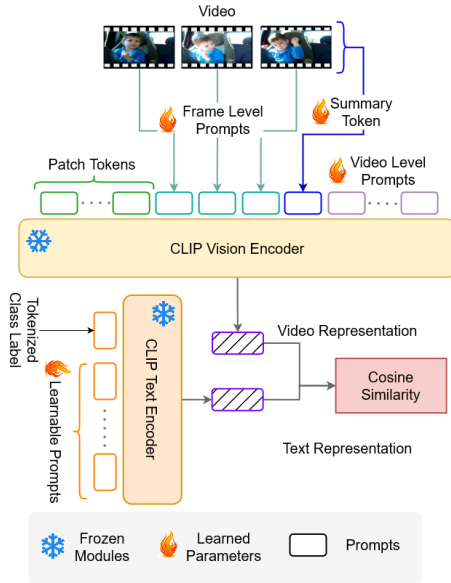 Video
Frame Level
Prompts
Summary
Token
Patch Tokens
Video Level
Prompts
CLIP Vision Encoder
Tokenized
Class Label
Learnable Prompts
CLIP Text Encoder
Video Representation
Cosine
Similarity
Text Representation
Frozen
Modules
Learned
Parameters
Prompts